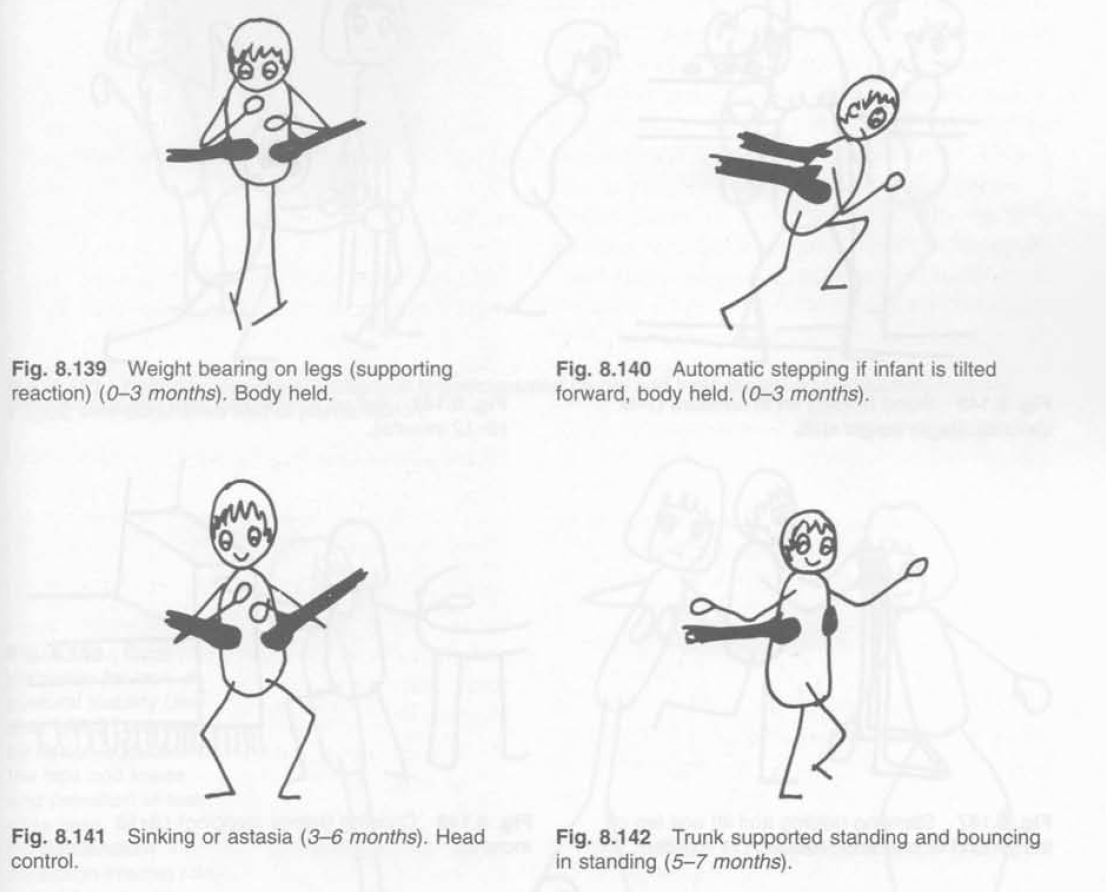 Fig. 8.139 Weight bearing on legs (supporting
reaction) (0–3 months). Body held.
Fig. 8.140 Automatic stepping if infant is tilted
forward, body held. (0–3 months).
Fig. 8.141 Sinking or astasia (3–6 months). Head
control.
Fig. 8.142 Trunk supported standing and bouncing
in standing (5–7 months).